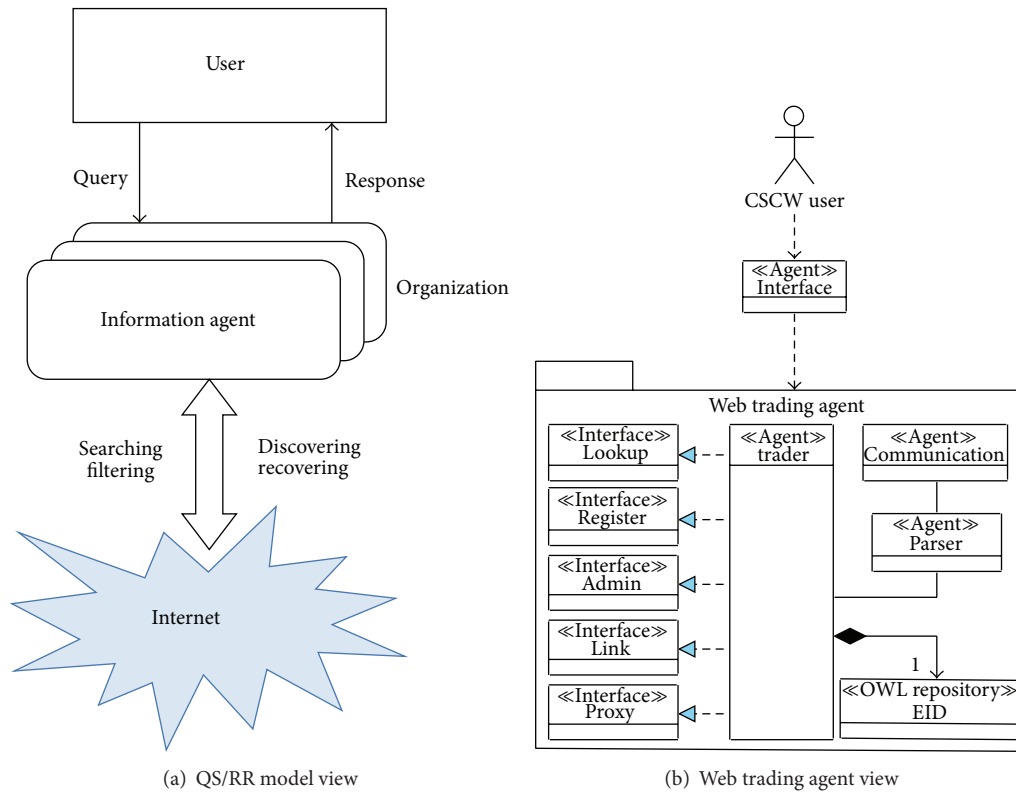 User
Query
Response
Information agent
Organization
Searching
filtering
Discovering
recovering
Internet
(a) QS/RR model view
CSCW user
≪Agent≫
Interface
Web trading agent
≪Interface≫
Lookup
≪Interface≫
Register
≪Interface≫
Admin
≪Interface≫
Link
≪Interface≫
Proxy
≪Agent≫
trader
≪Agent≫
Communication
≪Agent≫
Parser
1
≪OWL repository≫
EID
(b) Web trading agent view